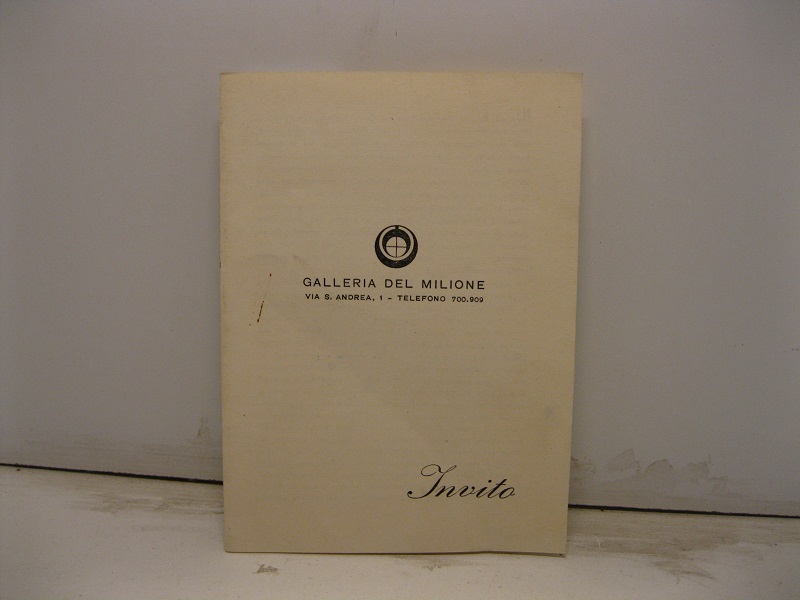 GALLERIA DEL MILIONE
VIA S. ANDREA, 1 - TELEFONO 700.909
Invito